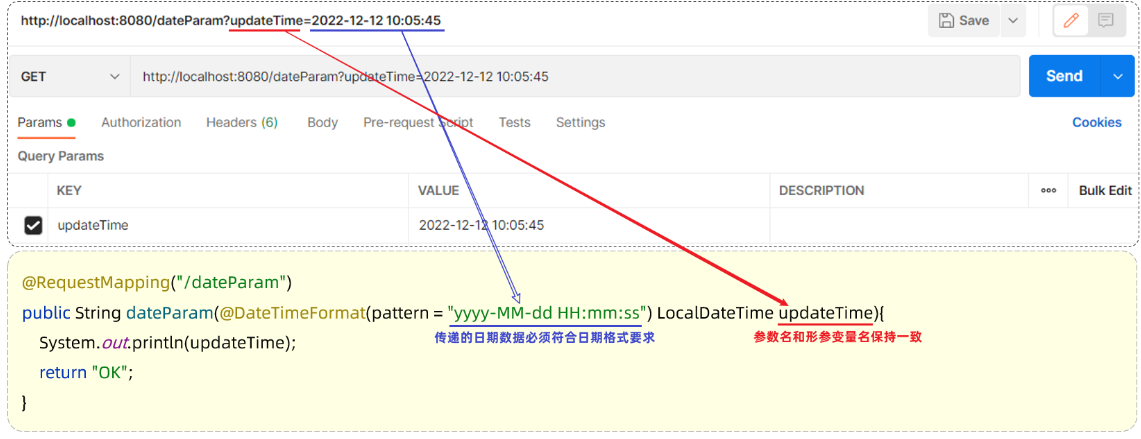 http://localhost:8080/dateParam?updateTime=2022-12-12 10:05:45
Save
GET
http://localhost:8080/dateParam?updateTime=2022-12-12 10:05:45
Send
Params
Authorization
Headers (6)
Body
Pre-request Script
Tests
Settings
Cookies
Query Params
KEY
VALUE
DESCRIPTION
Bulk Edit
updateTime
2022-12-12 10:05:45
@RequestMapping("/dateParam")
public String dateParam(@DateTimeFormat(pattern = "yyyy-MM-dd HH:mm:ss") LocalDateTime updateTime){
传递的日期数据必须符合日期格式要求
参数名和形参变量名保持一致
System.out.println(updateTime);
return "OK";
}